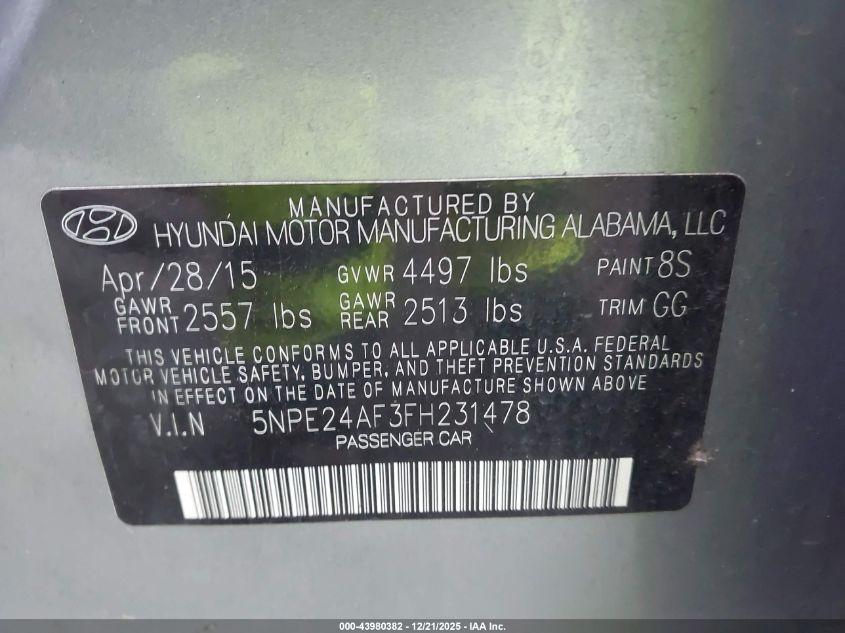 MANUFACTURED BY
HYUNDAI MOTOR MANUFACTURING ALABAMA, LLC
Apr/28/15 GVWR 4497 lbs PAINT 8S
GAWR FRONT 2557 lbs GAWR REAR 2513 lbs TRIM GG
THIS VEHICLE CONFORMS TO ALL APPLICABLE U.S.A. FEDERAL
MOTOR VEHICLE SAFETY, BUMPER, AND THEFT PREVENTION STANDARDS
IN EFFECT ON THE DATE OF MANUFACTURE SHOWN ABOVE
V.I.N 5NPE24AF3FH231478
PASSENGER CAR
000-43980382 - 12/21/2025 - IAA Inc.